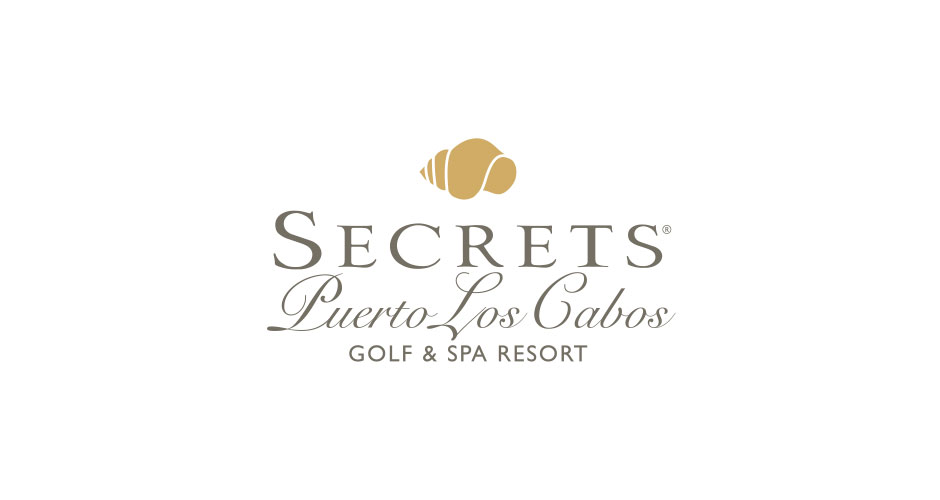 SECRETS®
Puerto Los Cabos
GOLF & SPA RESORT